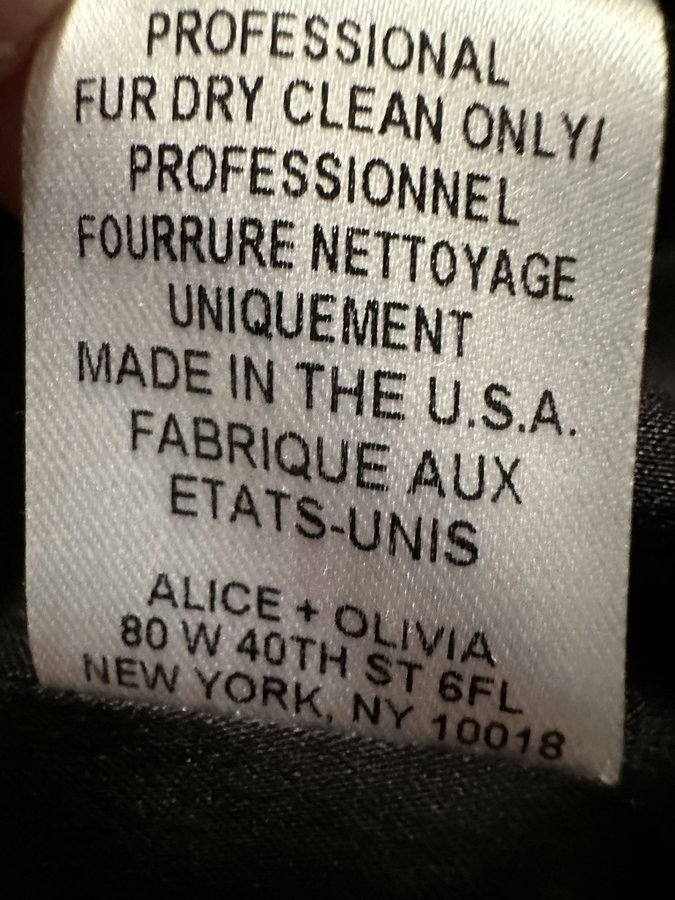 PROFESSIONAL
FUR DRY CLEAN ONLY/
PROFESSIONNEL
FOURRURE NETTOYAGE
UNIQUEMENT
MADE IN THE U.S.A.
FABRIQUE AUX
ETATS-UNIS
ALICE + OLIVIA
80 W 40TH ST 6FL
NEW YORK, NY 10018